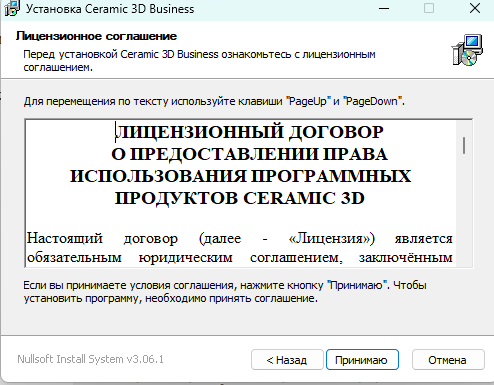 Установка Ceramic 3D Business
Лицензионное соглашение
Перед установкой Ceramic 3D Business ознакомьтесь с лицензионным
соглашением.
Для перемещения по тексту используйте клавиши "PageUp" и "PageDown".
ЛИЦЕНЗИОННЫЙ ДОГОВОР
О ПРЕДОСТАВЛЕНИИ ПРАВА
ИСПОЛЬЗОВАНИЯ ПРОГРАММНЫХ
ПРОДУКТОВ CERAMIC 3D
Настоящий договор (далее - «Лицензия») является
обязательным юридическим соглашением, заключённым
Если вы принимаете условия соглашения, нажмите кнопку "Принимаю". Чтобы
установить программу, необходимо принять соглашение.
Nullsoft Install System v3.06.1
< Назад
Принимаю
Отмена